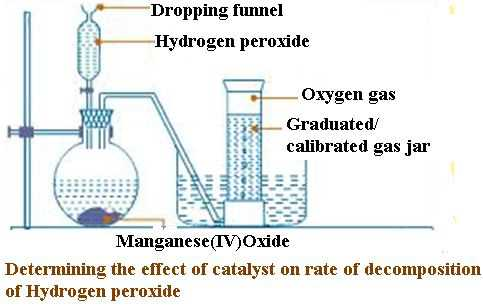 Dropping funnel
Hydrogen peroxide
Oxygen gas
Graduated/
calibrated gas jar
Manganese(IV)Oxide
Determining the effect of catalyst on rate of decomposition
of Hydrogen peroxide